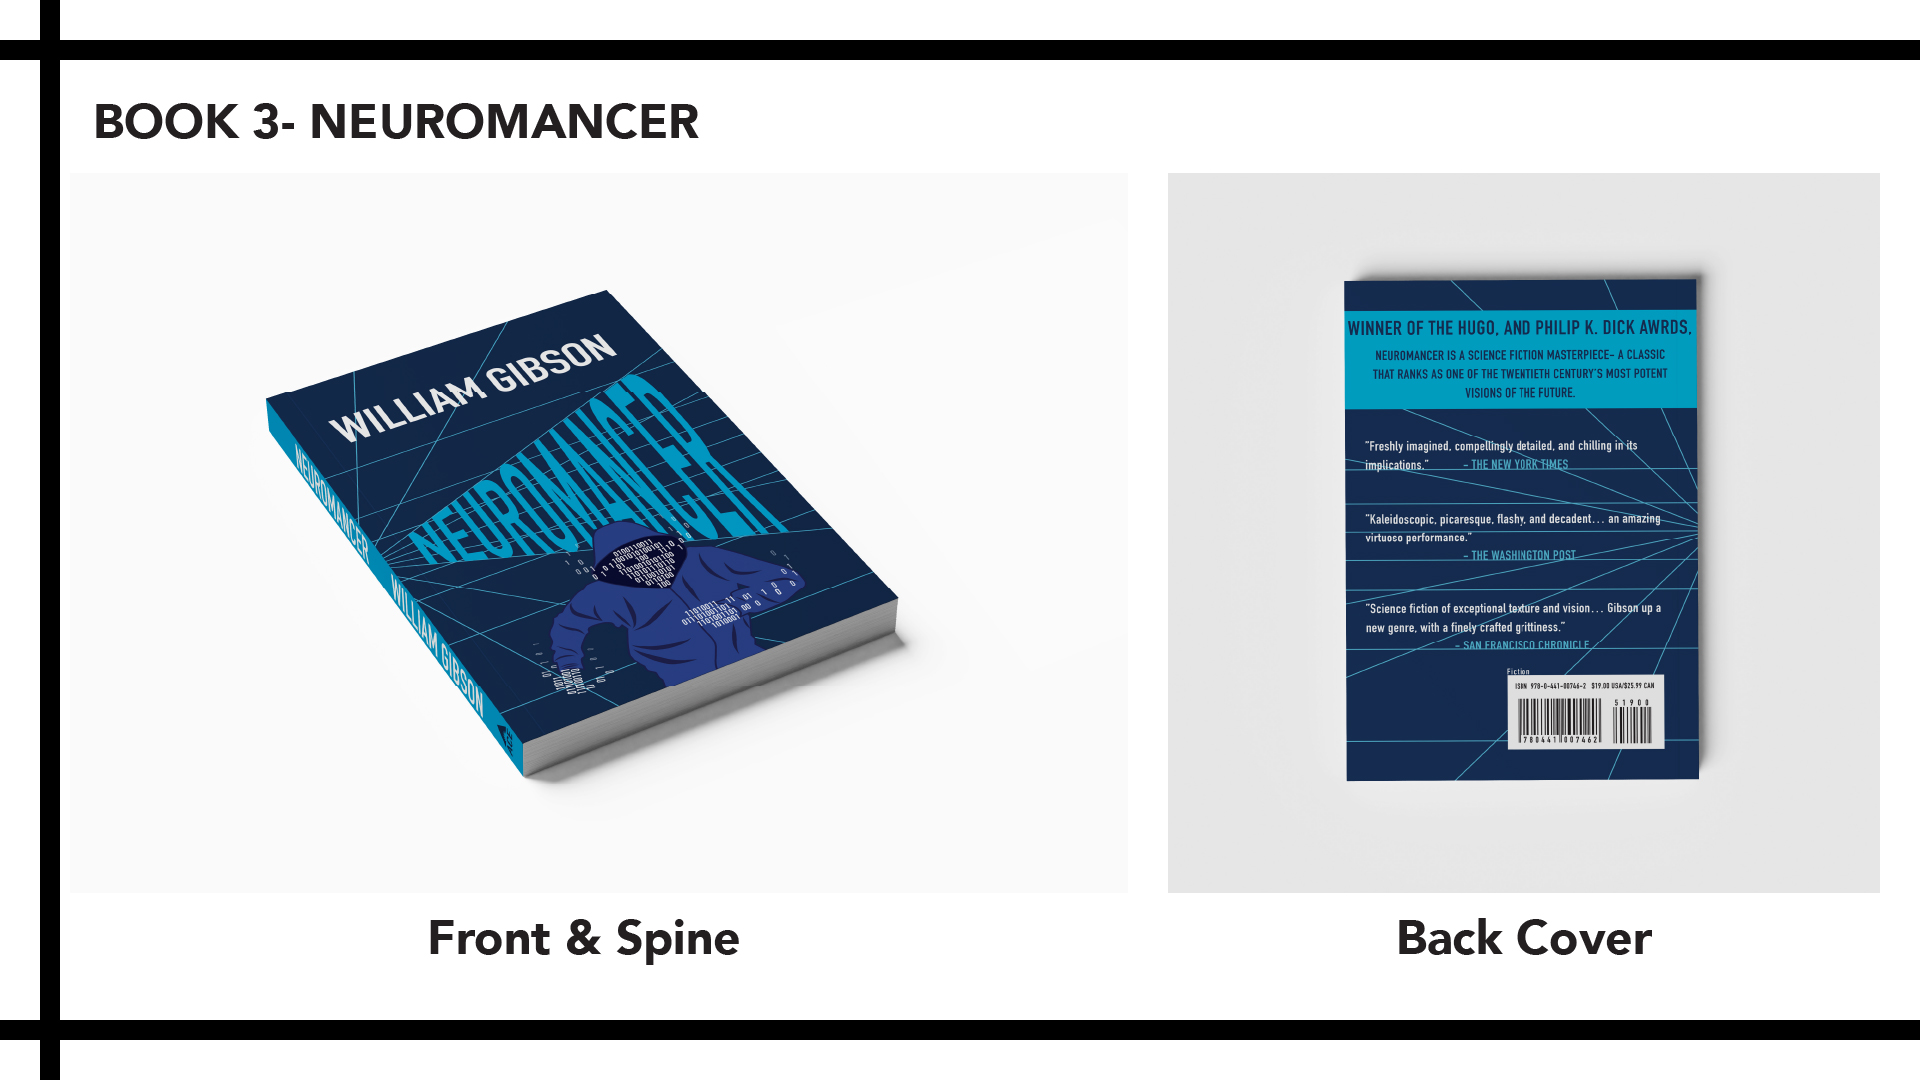 BOOK 3- NEUROMANCER
WILLIAM GIBSON
NEUROMANCER
NEUROMANCER
WILLIAM GIBSON
ACE
WINNER OF THE HUGO, AND PHILIP K. DICK AWRDS,
NEUROMANCER IS A SCIENCE FICTION MASTERPIECE– A CLASSIC
THAT RANKS AS ONE OF THE TWENTIETH CENTURY'S MOST POTENT
VISIONS OF THE FUTURE.
"Freshly imagined, compellingly detailed, and chilling in its
implications." – THE NEW YORK TIMES
"Kaleidoscopic, picaresque, flashy, and decadent... an amazing
virtuoso performance."
– THE WASHINGTON POST
"Science fiction of exceptional texture and vision... Gibson up a
new genre, with a finely crafted grittiness."
– SAN FRANCISCO CHRONICLE
Fiction
ISBN 978-0-441-00746-2 $19.00 USA/$25.99 CAN
51900
780441 007462
Front & Spine
Back Cover